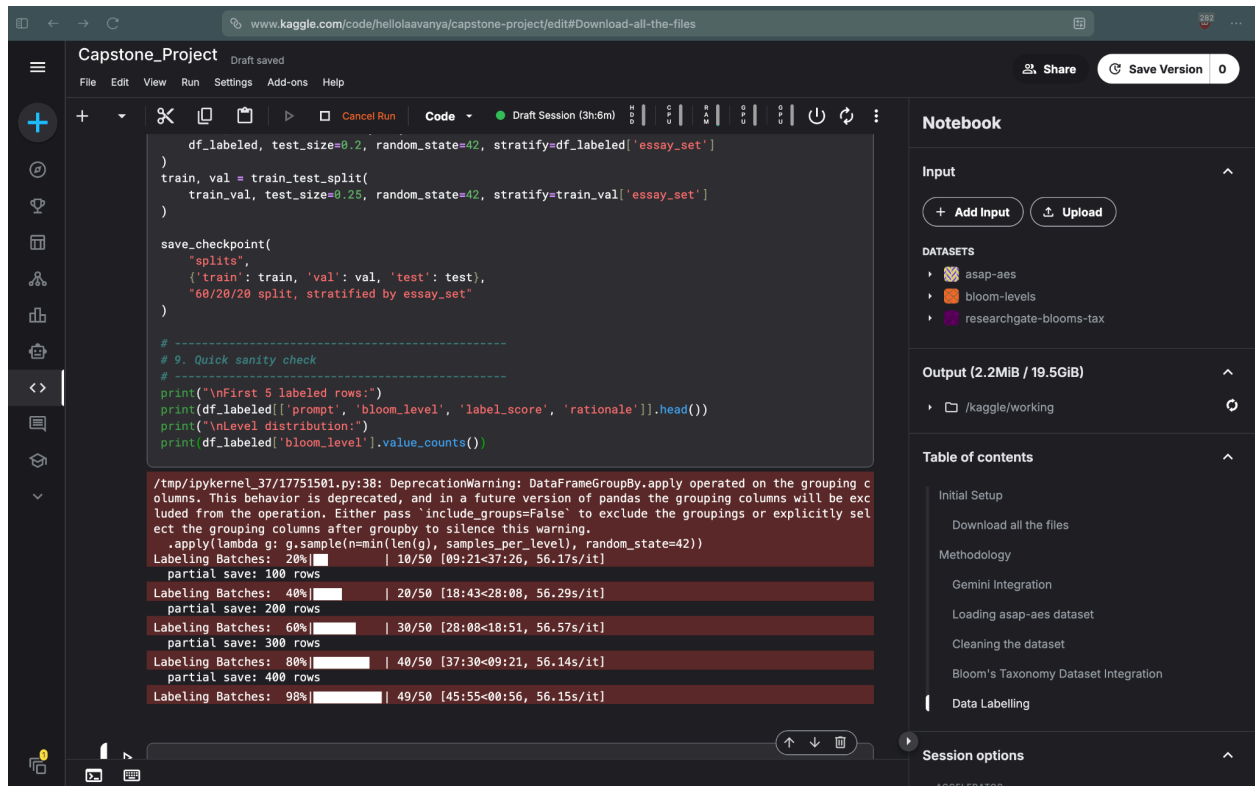 www.kaggle.com/code/hellolaavanya/capstone-project/edit#Download-all-the-files
282
Capstone_Project Draft saved
File Edit View Run Settings Add-ons Help
Share
Save Version 0
Cancel Run
Code
Draft Session (3h:6m)
HDD
CPU
RAM
GPU
GPU
df_labeled, test_size=0.2, random_state=42, stratify=df_labeled['essay_set']
)
train, val = train_test_split(
train_val, test_size=0.25, random_state=42, stratify=train_val['essay_set']
)
save_checkpoint(
"splits",
{'train': train, 'val': val, 'test': test},
"60/20/20 split, stratified by essay_set"
)
# ------------------------------------------------
# 9. Quick sanity check
# ------------------------------------------------
print("\nFirst 5 labeled rows:")
print(df_labeled[['prompt', 'bloom_level', 'label_score', 'rationale']].head())
print("\nLevel distribution:")
print(df_labeled['bloom_level'].value_counts())
/tmp/ipykernel_37/17751501.py:38: DeprecationWarning: DataFrameGroupBy.apply operated on the grouping c
olumns. This behavior is deprecated, and in a future version of pandas the grouping columns will be exc
luded from the operation. Either pass `include_groups=False` to exclude the groupings or explicitly sel
ect the grouping columns after groupby to silence this warning.
.apply(lambda g: g.sample(n=min(len(g), samples_per_level), random_state=42))
Labeling Batches: 20%| | 10/50 [09:21<37:26, 56.17s/it]
partial save: 100 rows
Labeling Batches: 40%| | 20/50 [18:43<28:08, 56.29s/it]
partial save: 200 rows
Labeling Batches: 60%| | 30/50 [28:08<18:51, 56.57s/it]
partial save: 300 rows
Labeling Batches: 80%| | 40/50 [37:30<09:21, 56.14s/it]
partial save: 400 rows
Labeling Batches: 98%| | 49/50 [45:55<00:56, 56.15s/it]
Notebook
Input
+ Add Input
Upload
DATASETS
asap-aes
bloom-levels
researchgate-blooms-tax
Output (2.2MiB / 19.5GiB)
/kaggle/working
Table of contents
Initial Setup
Download all the files
Methodology
Gemini Integration
Loading asap-aes dataset
Cleaning the dataset
Bloom's Taxonomy Dataset Integration
Data Labelling
Session options
1